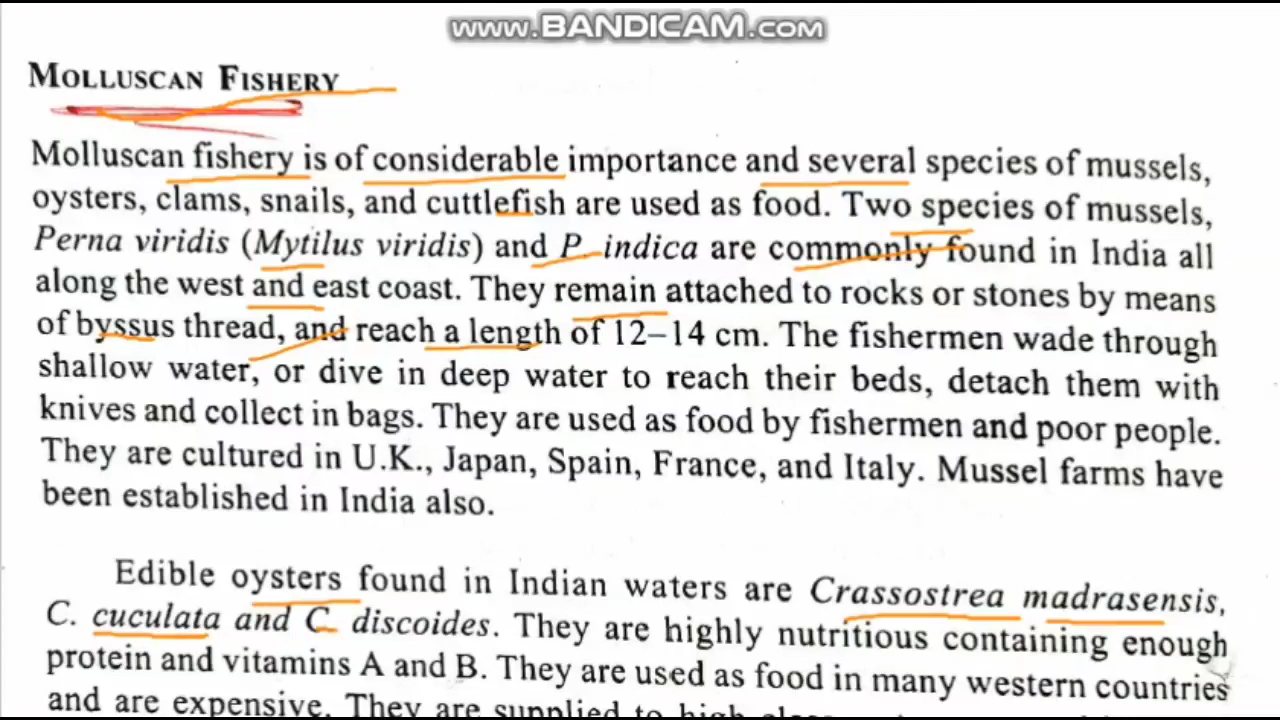 www.BANDICAM.com
MOLLUSCAN FISHERY
Molluscan fishery is of considerable importance and several species of mussels,
oysters, clams, snails, and cuttlefish are used as food. Two species of mussels,
Perna viridis (Mytilus viridis) and P. indica are commonly found in India all
along the west and east coast. They remain attached to rocks or stones by means
of byssus thread, and reach a length of 12–14 cm. The fishermen wade through
shallow water, or dive in deep water to reach their beds, detach them with
knives and collect in bags. They are used as food by fishermen and poor people.
They are cultured in U.K., Japan, Spain, France, and Italy. Mussel farms have
been established in India also.
Edible oysters found in Indian waters are Crassostrea madrasensis,
C. cuculata and C. discoides. They are highly nutritious containing enough
protein and vitamins A and B. They are used as food in many western countries
and are expensive. They are supplied to high